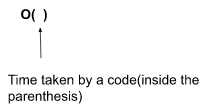 O( )
Time taken by a code(inside the
parenthesis)